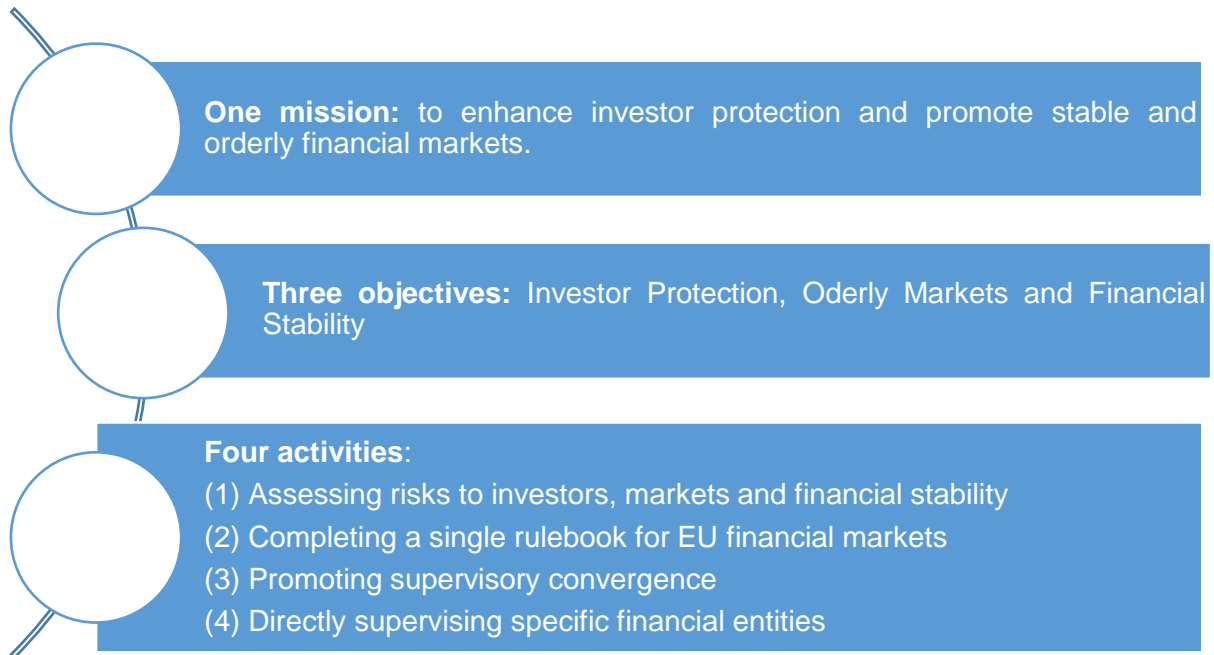 One mission: to enhance investor protection and promote stable and
orderly financial markets.
Three objectives: Investor Protection, Oderly Markets and Financial
Stability
Four activities:
(1) Assessing risks to investors, markets and financial stability
(2) Completing a single rulebook for EU financial markets
(3) Promoting supervisory convergence
(4) Directly supervising specific financial entities